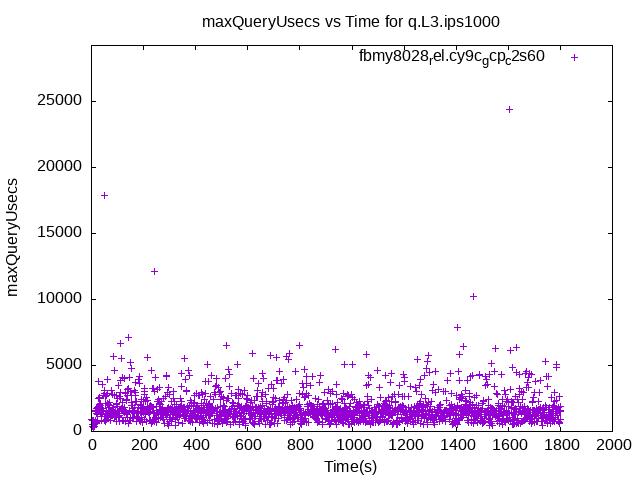 maxQueryUsecs vs Time for q.L3.ips1000
fbmy8028rel.cy9cgcpc2s60
25000
20000
15000
10000
5000
0
maxQueryUsecs
0 200 400 600 800 1000 1200 1400 1600 1800 2000
Time(s)